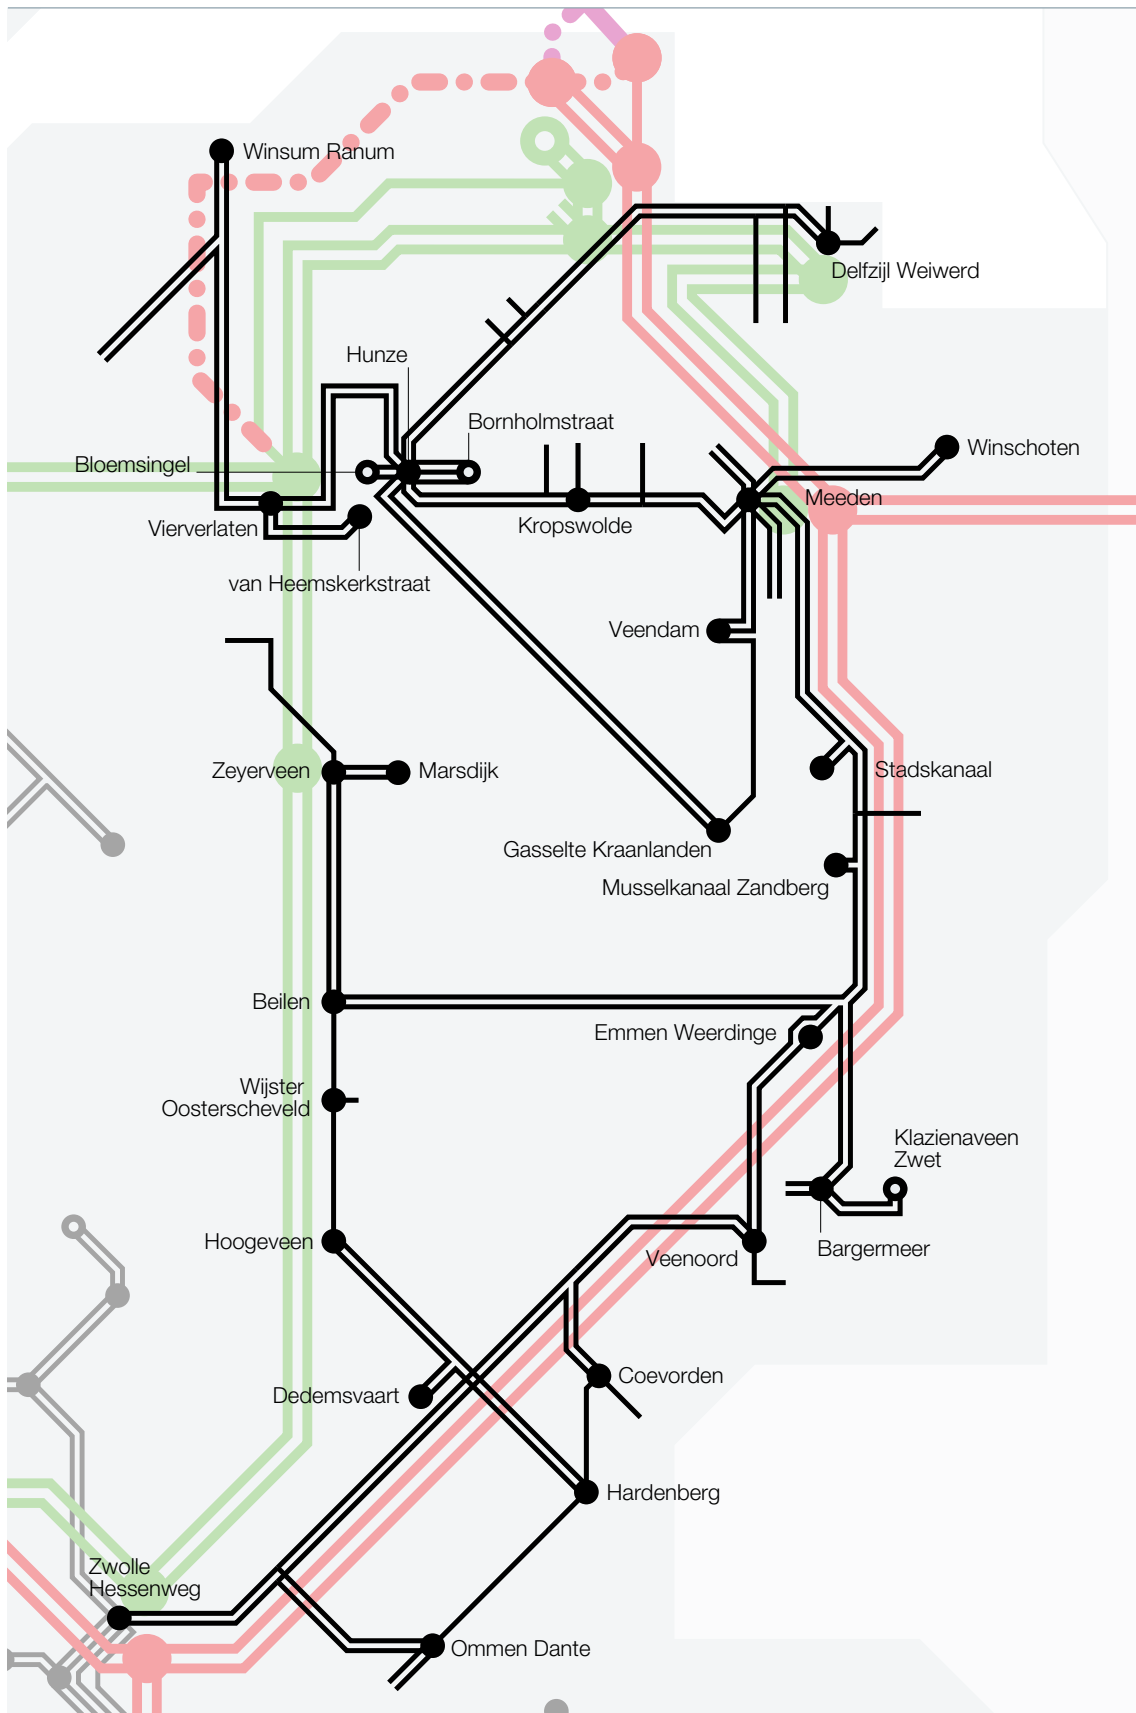 Winsum Ranum
Delfzijl Weiwerd
Hunze
Bornholmstraat
Bloemsingel
Winschoten
Meeden
Vierverlaten
Kropswolde
van Heemskerkstraat
Veendam
Zeyerveen
Marsdijk
Stadskanaal
Gasselte Kraanlanden
Musselkanaal Zandberg
Beilen
Emmen Weerdinge
Wijster
Oosterscheveld
Klazienaveen
Zwet
Hoogeveen
Veenoord
Bargermeer
Coevorden
Dedemsvaart
Hardenberg
Zwolle
Hessenweg
Ommen Dante